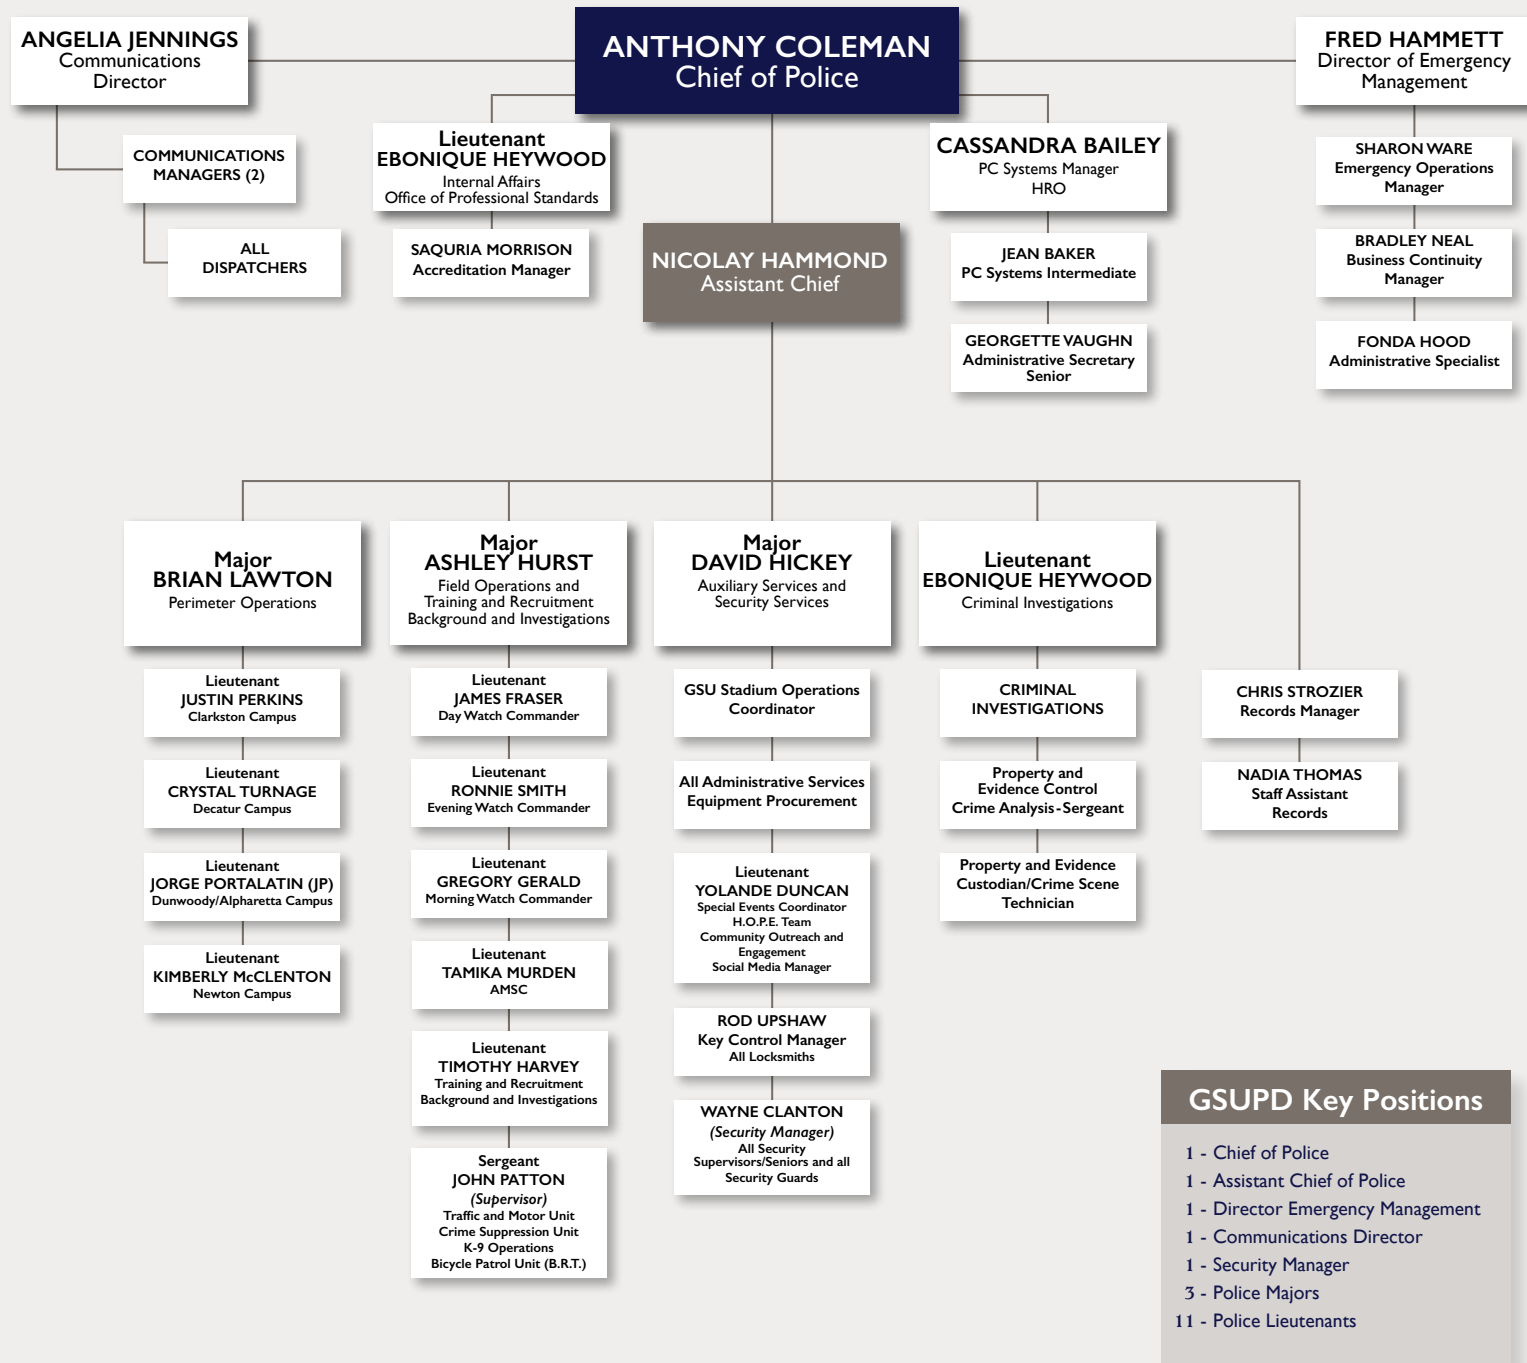 ANGELIA JENNINGS
Communications
Director
COMMUNICATIONS
MANAGERS (2)
ALL
DISPATCHERS
ANTHONY COLEMAN
Chief of Police
Lieutenant
EBONIQUE HEYWOOD
Internal Affairs
Office of Professional Standards
SAQURIA MORRISON
Accreditation Manager
NICOLAY HAMMOND
Assistant Chief
CASSANDRA BAILEY
PC Systems Manager
HRO
JEAN BAKER
PC Systems Intermediate
GEORGETTE VAUGHN
Administrative Secretary
Senior
FRED HAMMETT
Director of Emergency
Management
SHARON WARE
Emergency Operations
Manager
BRADLEY NEAL
Business Continuity
Manager
FONDA HOOD
Administrative Specialist
Major
BRIAN LAWTON
Perimeter Operations
Lieutenant
JUSTIN PERKINS
Clarkston Campus
Lieutenant
CRYSTAL TURNAGE
Decatur Campus
Lieutenant
JORGE PORTALATIN (JP)
Dunwoody/Alpharetta Campus
Lieutenant
KIMBERLY McCLENTON
Newton Campus
Major
ASHLEY HURST
Field Operations and
Training and Recruitment
Background and Investigations
Lieutenant
JAMES FRASER
Day Watch Commander
Lieutenant
RONNIE SMITH
Evening Watch Commander
Lieutenant
GREGORY GERALD
Morning Watch Commander
Lieutenant
TAMIKA MURDEN
AMSC
Lieutenant
TIMOTHY HARVEY
Training and Recruitment
Background and Investigations
Sergeant
JOHN PATTON
(Supervisor)
Traffic and Motor Unit
Crime Suppression Unit
K-9 Operations
Bicycle Patrol Unit (B.R.T.)
Major
DAVID HICKEY
Auxiliary Services and
Security Services
GSU Stadium Operations
Coordinator
All Administrative Services
Equipment Procurement
Lieutenant
YOLANDE DUNCAN
Special Events Coordinator
H.O.P.E. Team
Community Outreach and
Engagement
Social Media Manager
ROD UPSHAW
Key Control Manager
All Locksmiths
WAYNE CLANTON
(Security Manager)
All Security
Supervisors/Seniors and all
Security Guards
Lieutenant
EBONIQUE HEYWOOD
Criminal Investigations
CRIMINAL
INVESTIGATIONS
Property and
Evidence Control
Crime Analysis-Sergeant
Property and Evidence
Custodian/Crime Scene
Technician
CHRIS STROZIER
Records Manager
NADIA THOMAS
Staff Assistant
Records
GSUPD Key Positions
1 - Chief of Police
1 - Assistant Chief of Police
1 - Director Emergency Management
1 - Communications Director
1 - Security Manager
3 - Police Majors
11 - Police Lieutenants